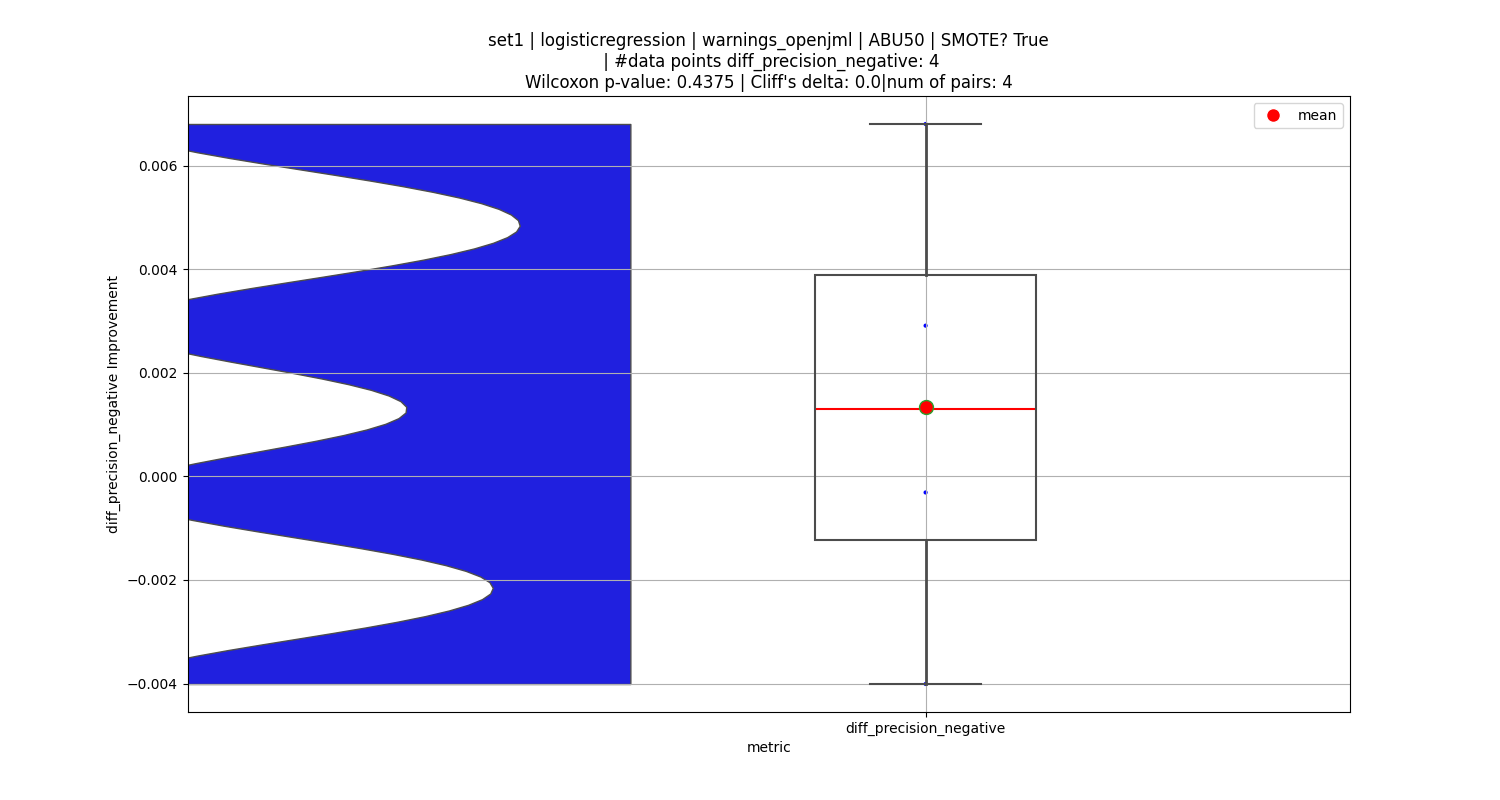 set1 | logisticregression | warnings_openjml | ABU50 | SMOTE? True
| #data points diff_precision_negative: 4
Wilcoxon p-value: 0.4375 | Cliff's delta: 0.0|num of pairs: 4
mean
0.006
0.004
0.002
0.000
−0.002
−0.004
diff_precision_negative Improvement
diff_precision_negative
metric